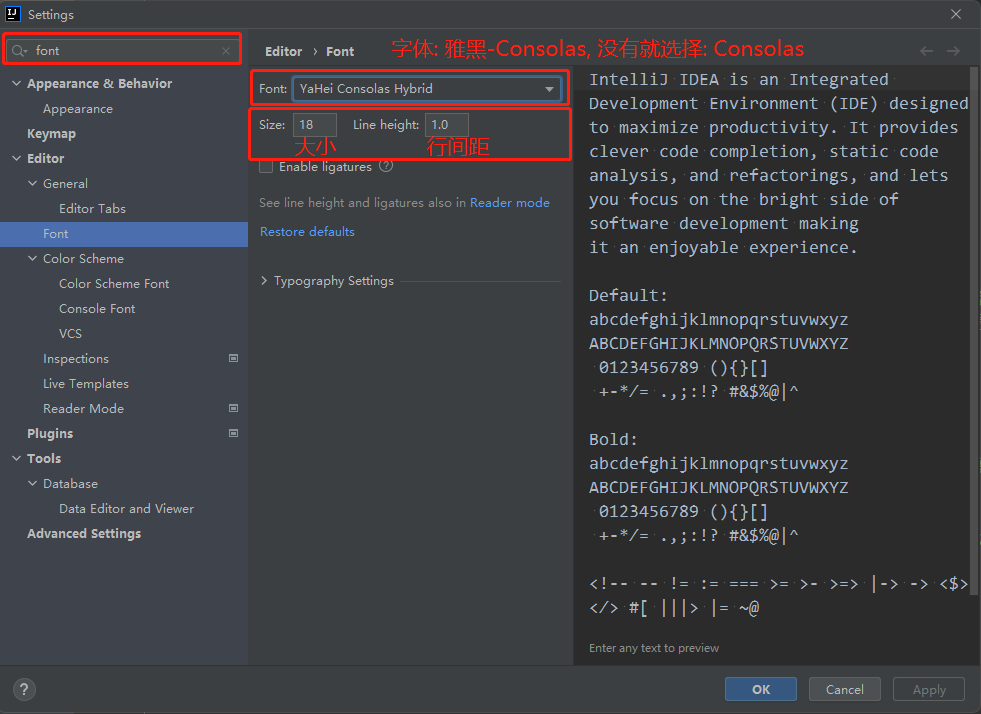 Settings
font
Appearance & Behavior
Appearance
Keymap
Editor
General
Editor Tabs
Font
Color Scheme
Color Scheme Font
Console Font
VCS
Inspections
Live Templates
Reader Mode
Plugins
Tools
Database
Data Editor and Viewer
Advanced Settings
Editor › Font
字体: 雅黑-Consolas, 没有就选择: Consolas
Font: YaHei Consolas Hybrid
Size: 18 Line height: 1.0
大小 行间距
Enable ligatures ?
See line height and ligatures also in Reader mode
Restore defaults
Typography Settings
IntelliJ IDEA is an Integrated
Development Environment (IDE) designed
to maximize productivity. It provides
clever code completion, static code
analysis, and refactorings, and lets
you focus on the bright side of
software development making
it an enjoyable experience.
Default:
abcdefghijklmnopqrstuvwxyz
ABCDEFGHIJKLMNOPQRSTUVWXYZ
0123456789 (){}[]
+-*/= .,;:!? #&$%@|^
Bold:
abcdefghijklmnopqrstuvwxyz
ABCDEFGHIJKLMNOPQRSTUVWXYZ
0123456789 (){}[]
+-*/= .,;:!? #&$%@|^
<!-- -- != := === >= >- >=> |-> -> <$>
</> #[ |||> |= ~@
Enter any text to preview
?
OK
Cancel
Apply